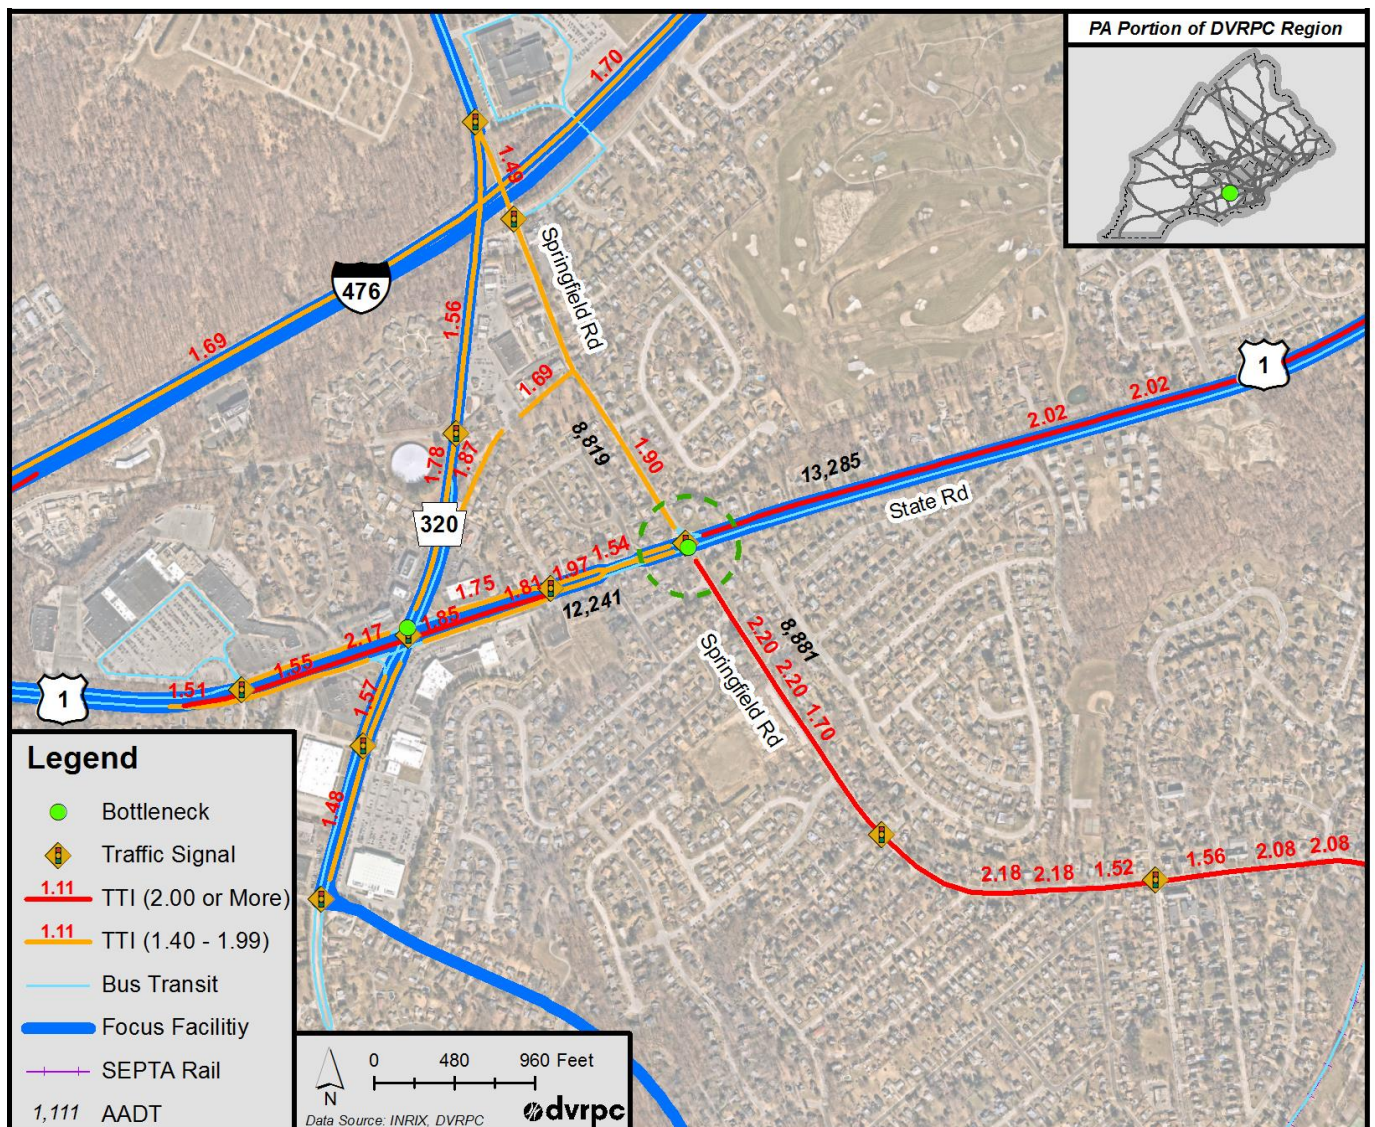 PA Portion of DVRPC Region
1.70
1.49
Springfield Rd
476
1.56
1.69
1.69
1
2.02
2.02
8,819
1.90
13,285
1.78
1.87
State Rd
320
1.54
1.97
1.81
1.75
12,241
1.85
2.17
1.55
1.51
1
1.57
1.48
Springfield Rd
8,881
2.20
2.20
1.70
2.18
2.18
1.52
1.56
2.08
2.08
Legend
Bottleneck
Traffic Signal
1.11 TTI (2.00 or More)
1.11 TTI (1.40 - 1.99)
Bus Transit
Focus Facilitiy
SEPTA Rail
1,111 AADT
N
0 480 960 Feet
Data Source: INRIX, DVRPC
dvrpc